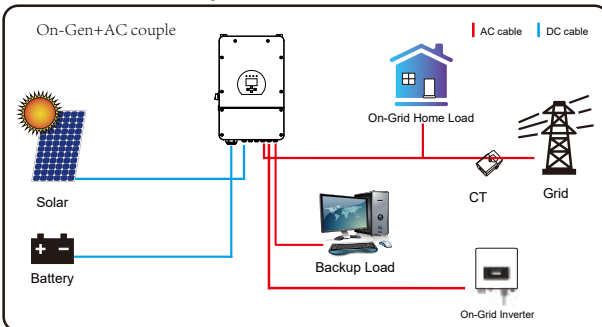 On-Gen+AC couple
AC cable
DC cable
On-Grid Home Load
CT
Grid
Solar
Backup Load
Battery
On-Grid Inverter